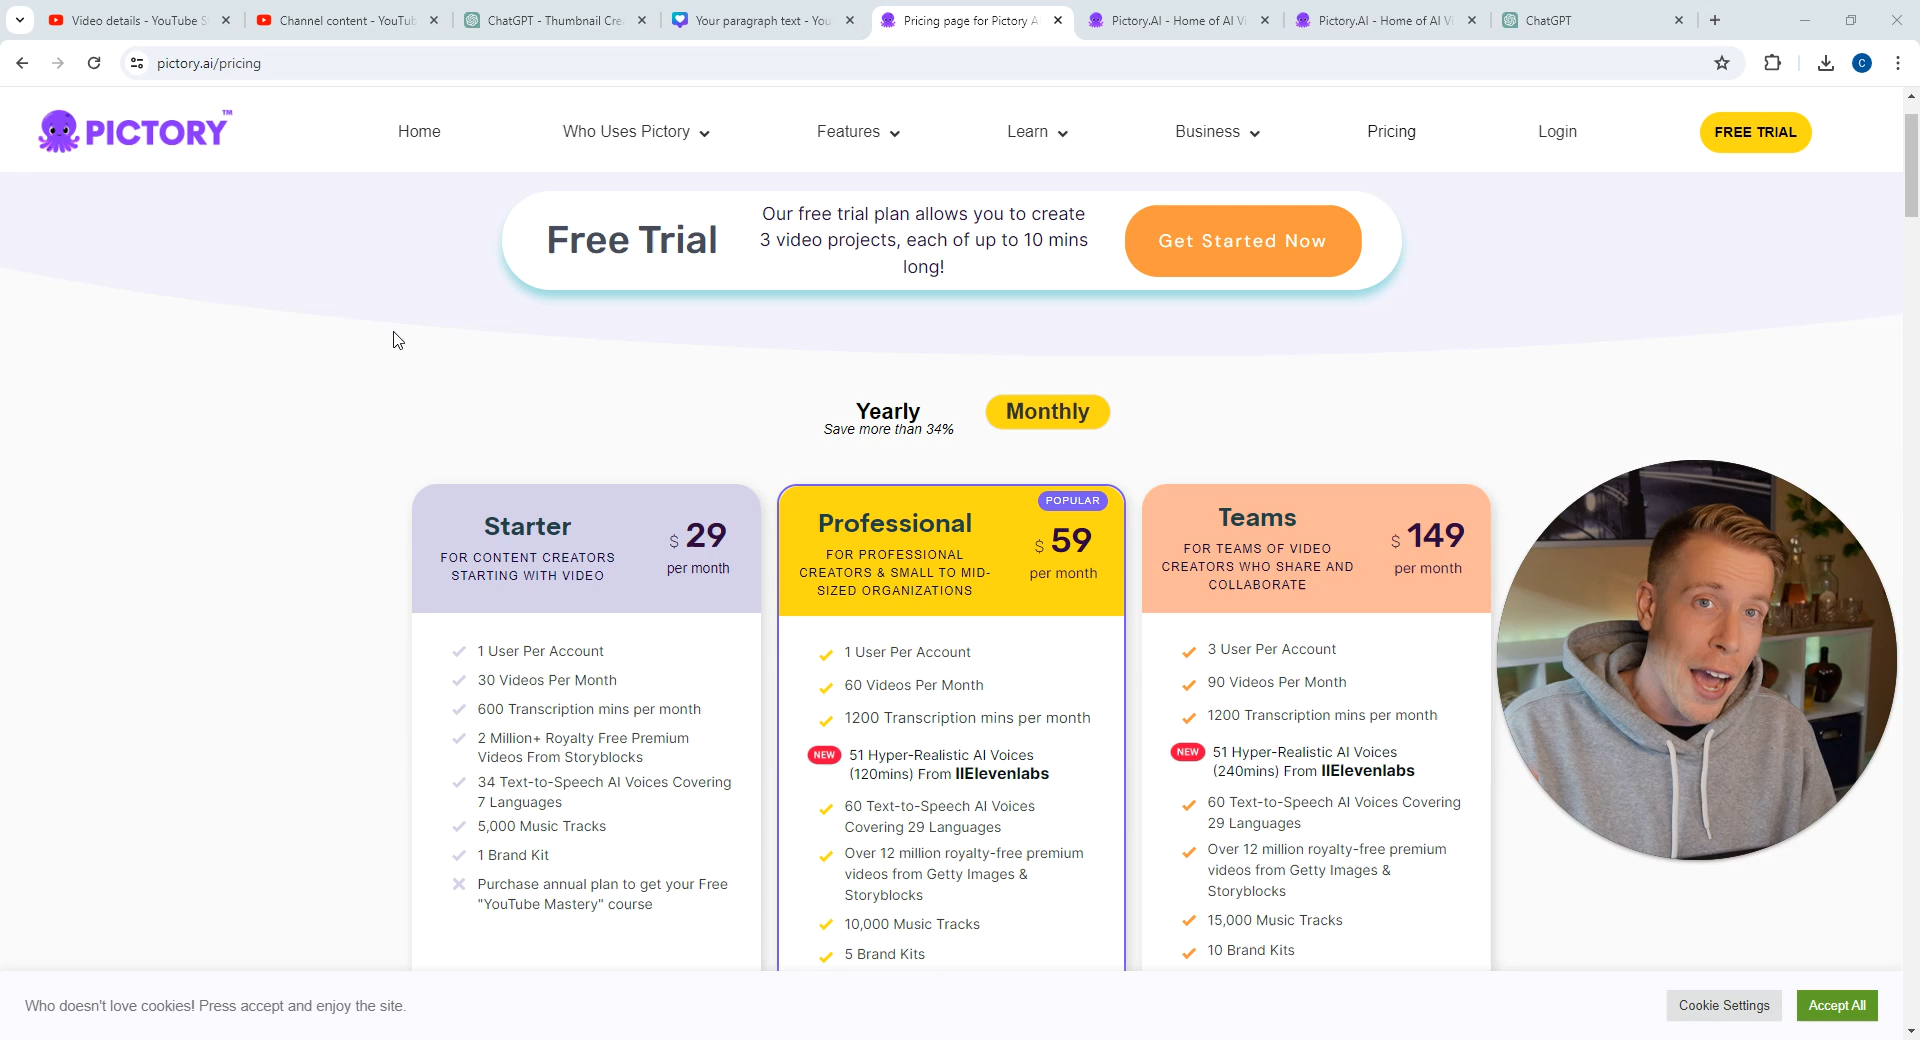 Video details - YouTube S
Channel content - YouTub
ChatGPT - Thumbnail Cre
Your paragraph text - You
Pricing page for Pictory A
Pictory.AI - Home of AI Vi
Pictory.AI - Home of AI Vi
ChatGPT
pictory.ai/pricing
C
PICTORY™
Home
Who Uses Pictory
Features
Learn
Business
Pricing
Login
FREE TRIAL
Free Trial
Our free trial plan allows you to create
3 video projects, each of up to 10 mins
long!
Get Started Now
Yearly
Save more than 34%
Monthly
Starter
FOR CONTENT CREATORS
STARTING WITH VIDEO
$ 29
per month
1 User Per Account
30 Videos Per Month
600 Transcription mins per month
2 Million+ Royalty Free Premium
Videos From Storyblocks
34 Text-to-Speech AI Voices Covering
7 Languages
5,000 Music Tracks
1 Brand Kit
Purchase annual plan to get your Free
"YouTube Mastery" course
POPULAR
Professional
FOR PROFESSIONAL
CREATORS & SMALL TO MID-
SIZED ORGANIZATIONS
$ 59
per month
1 User Per Account
60 Videos Per Month
1200 Transcription mins per month
NEW
51 Hyper-Realistic AI Voices
(120mins) From IIElevenlabs
60 Text-to-Speech AI Voices
Covering 29 Languages
Over 12 million royalty-free premium
videos from Getty Images &
Storyblocks
10,000 Music Tracks
5 Brand Kits
Teams
FOR TEAMS OF VIDEO
CREATORS WHO SHARE AND
COLLABORATE
$ 149
per month
3 User Per Account
90 Videos Per Month
1200 Transcription mins per month
NEW
51 Hyper-Realistic AI Voices
(240mins) From IIElevenlabs
60 Text-to-Speech AI Voices Covering
29 Languages
Over 12 million royalty-free premium
videos from Getty Images &
Storyblocks
15,000 Music Tracks
10 Brand Kits
Who doesn't love cookies! Press accept and enjoy the site.
Cookie Settings
Accept All